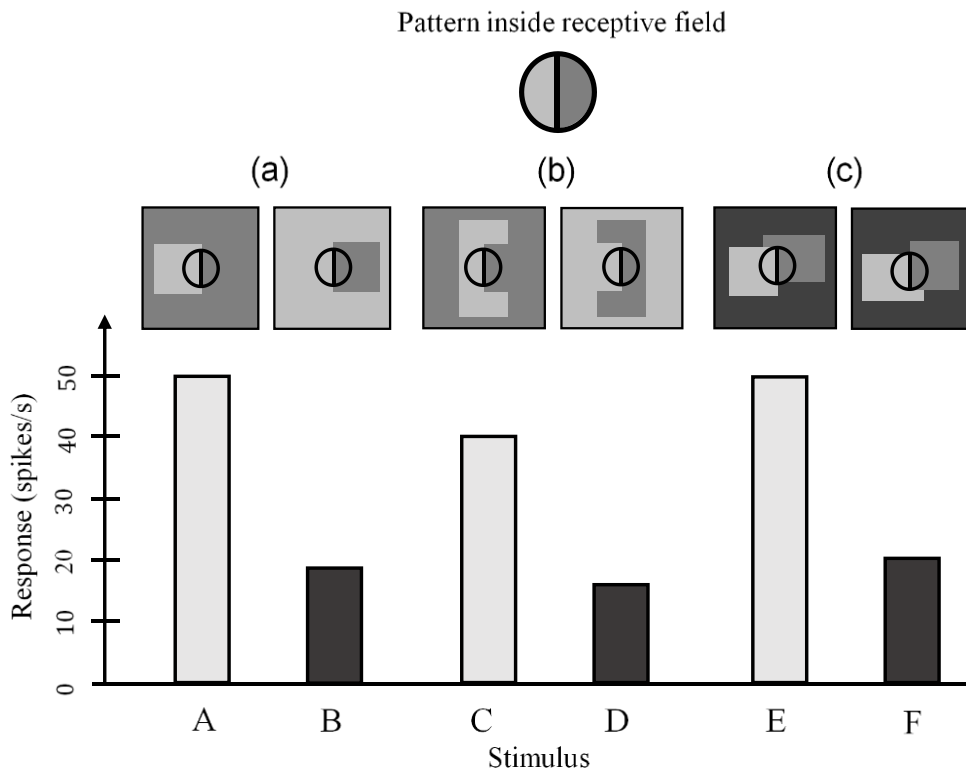 Pattern inside receptive field
(a) (b) (c)
Response (spikes/s)
50
40
30
20
10
0
A B C D E F
Stimulus